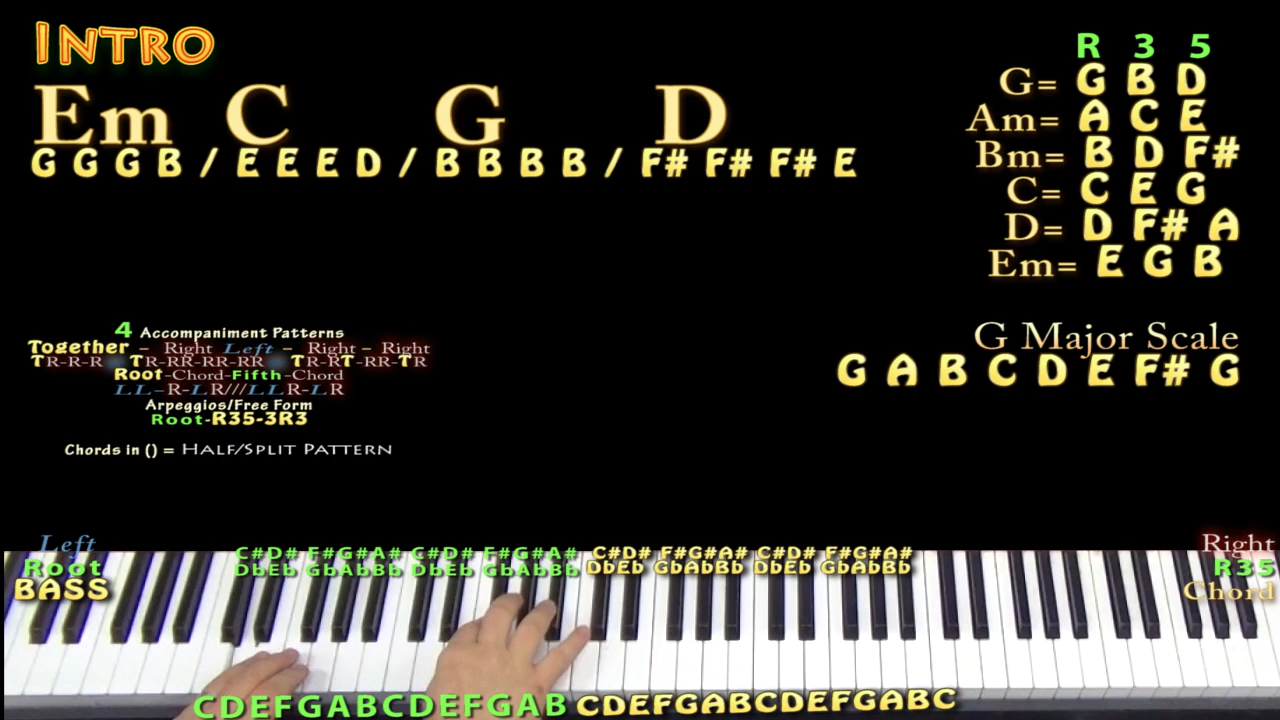 INTRO
Em C G D
G G G B / E E E D / B B B B / F# F# F# E
R 3 5
G= G B D
Am= A C E
Bm= B D F#
C= C E G
D= D F# A
Em= E G B
G Major Scale
G A B C D E F# G
4 Accompaniment Patterns
Together – Right Left – Right – Right
TR-R-R TR-RR-RR-RR TR-RT-RR-TR
Root-Chord-Fifth-Chord
LL-R-LR///LLR-LR
Arpeggios/Free Form
Root-R35-3R3
Chords in () = Half/Split Pattern
Left
Root
BASS
C#D# F#G#A# C#D# F#G#A# C#D# F#G#A# C#D# F#G#A#
DbEb GbAbBb DbEb GbAbBb DbEb GbAbBb DbEb GbAbBb
Right
R35
Chord
CDEFGABCDEFGAB CDEFGABCDEFGABC